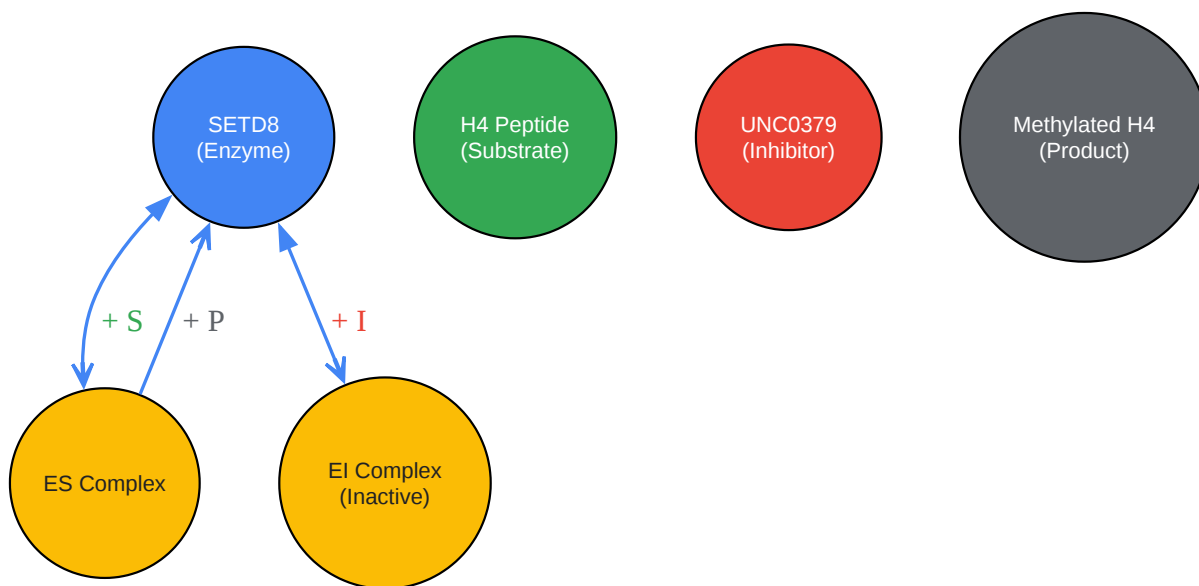 SETD8
(Enzyme)
H4 Peptide
(Substrate)
UNC0379
(Inhibitor)
Methylated H4
(Product)
+ S
+ P
+ I
ES Complex
EI Complex
(Inactive)